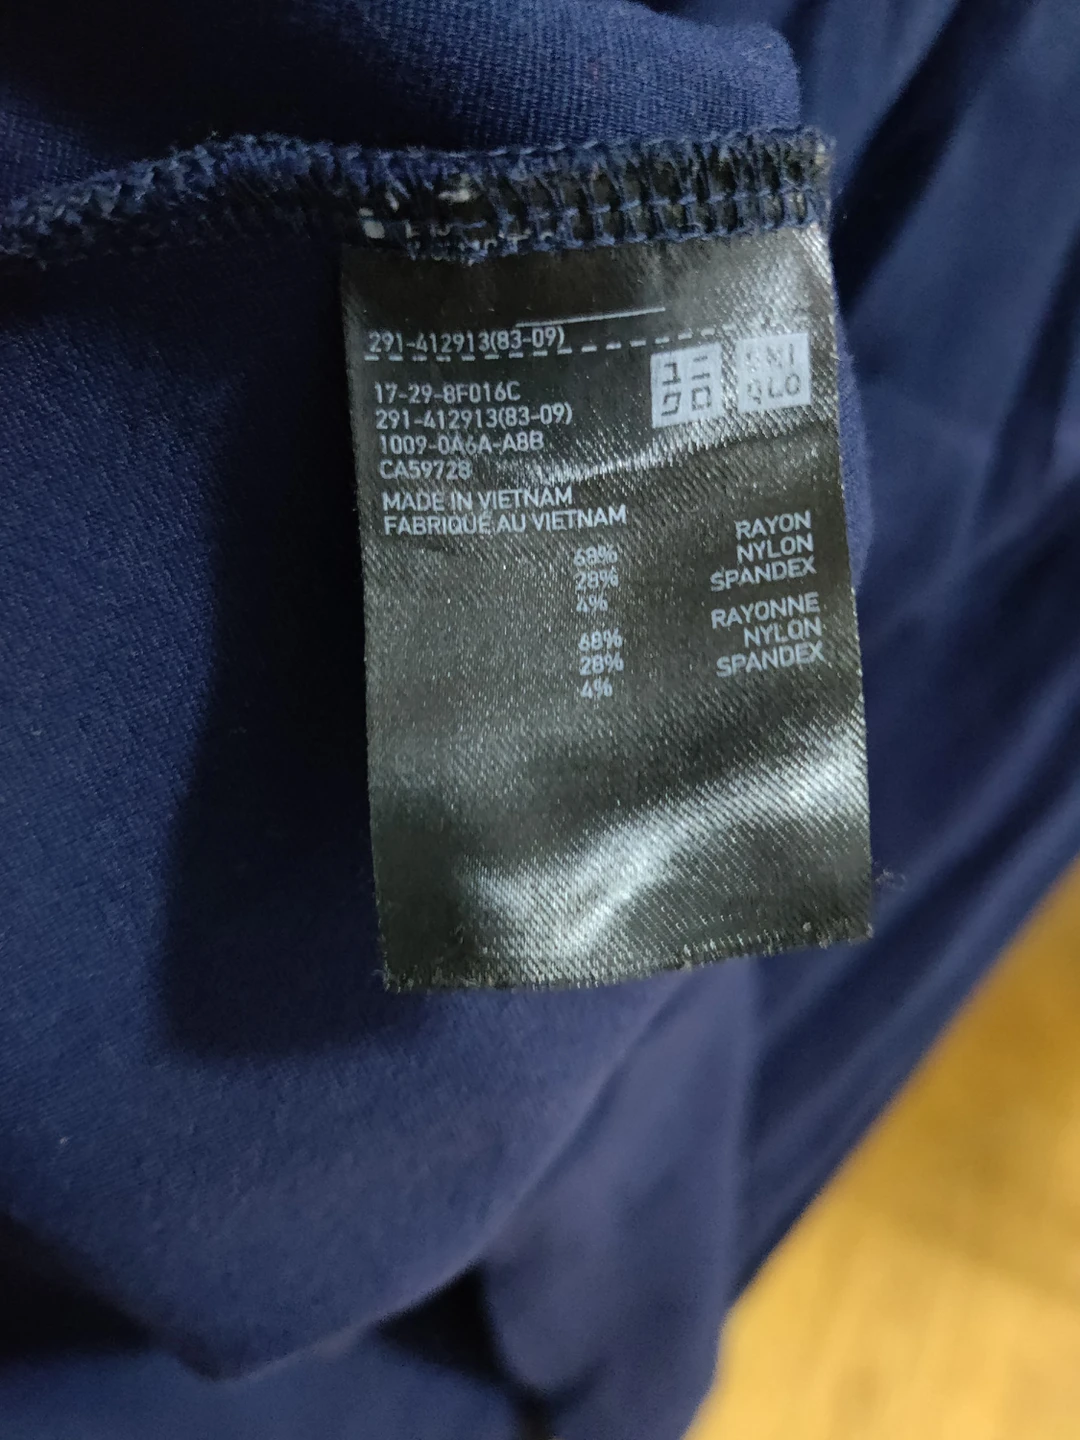 291-412913(83-09)
ユニ
クロ
UNI
QLO
17-29-8F016C
291-412913(83-09)
1009-0A6A-A8B
CA59728
MADE IN VIETNAM
FABRIQUÉ AU VIETNAM
68% RAYON
28% NYLON
4% SPANDEX
68% RAYONNE
28% NYLON
4% SPANDEX